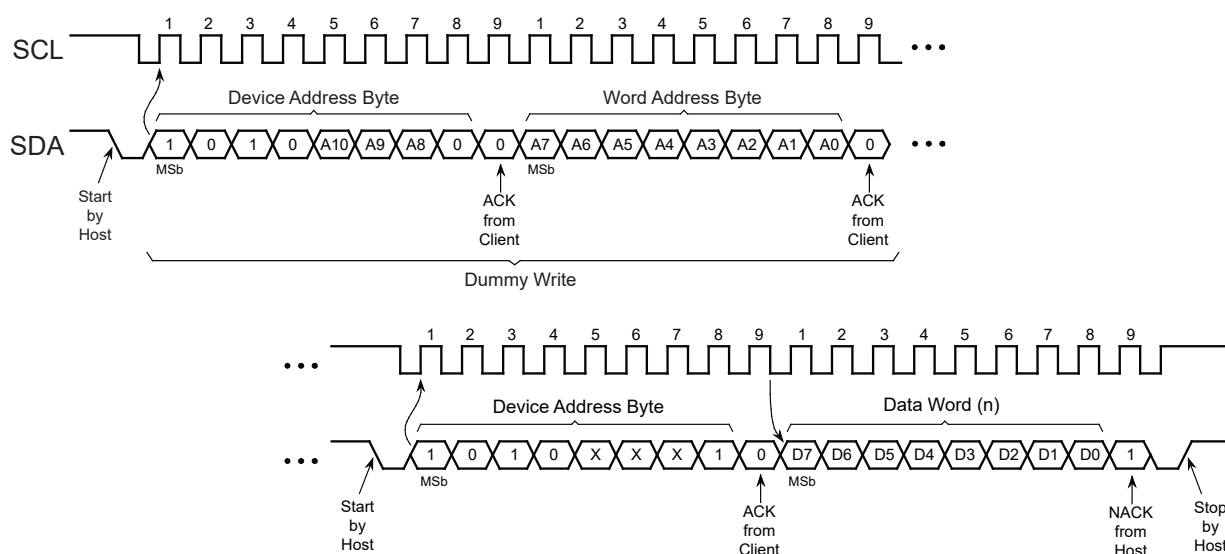 1 2 3 4 5 6 7 8 9 1 2 3 4 5 6 7 8 9
SCL
Device Address Byte Word Address Byte
SDA 1 0 1 0 A10 A9 A8 0 0 A7 A6 A5 A4 A3 A2 A1 A0 0
MSb MSb
Start
by
Host
ACK
from
Client
ACK
from
Client
Dummy Write
1 2 3 4 5 6 7 8 9 1 2 3 4 5 6 7 8 9
Device Address Byte Data Word (n)
1 0 1 0 X X X 1 0 D7 D6 D5 D4 D3 D2 D1 D0 1
MSb MSb
Start
by
Host
ACK
from
Client
NACK
from
Host
Stop
by
Host